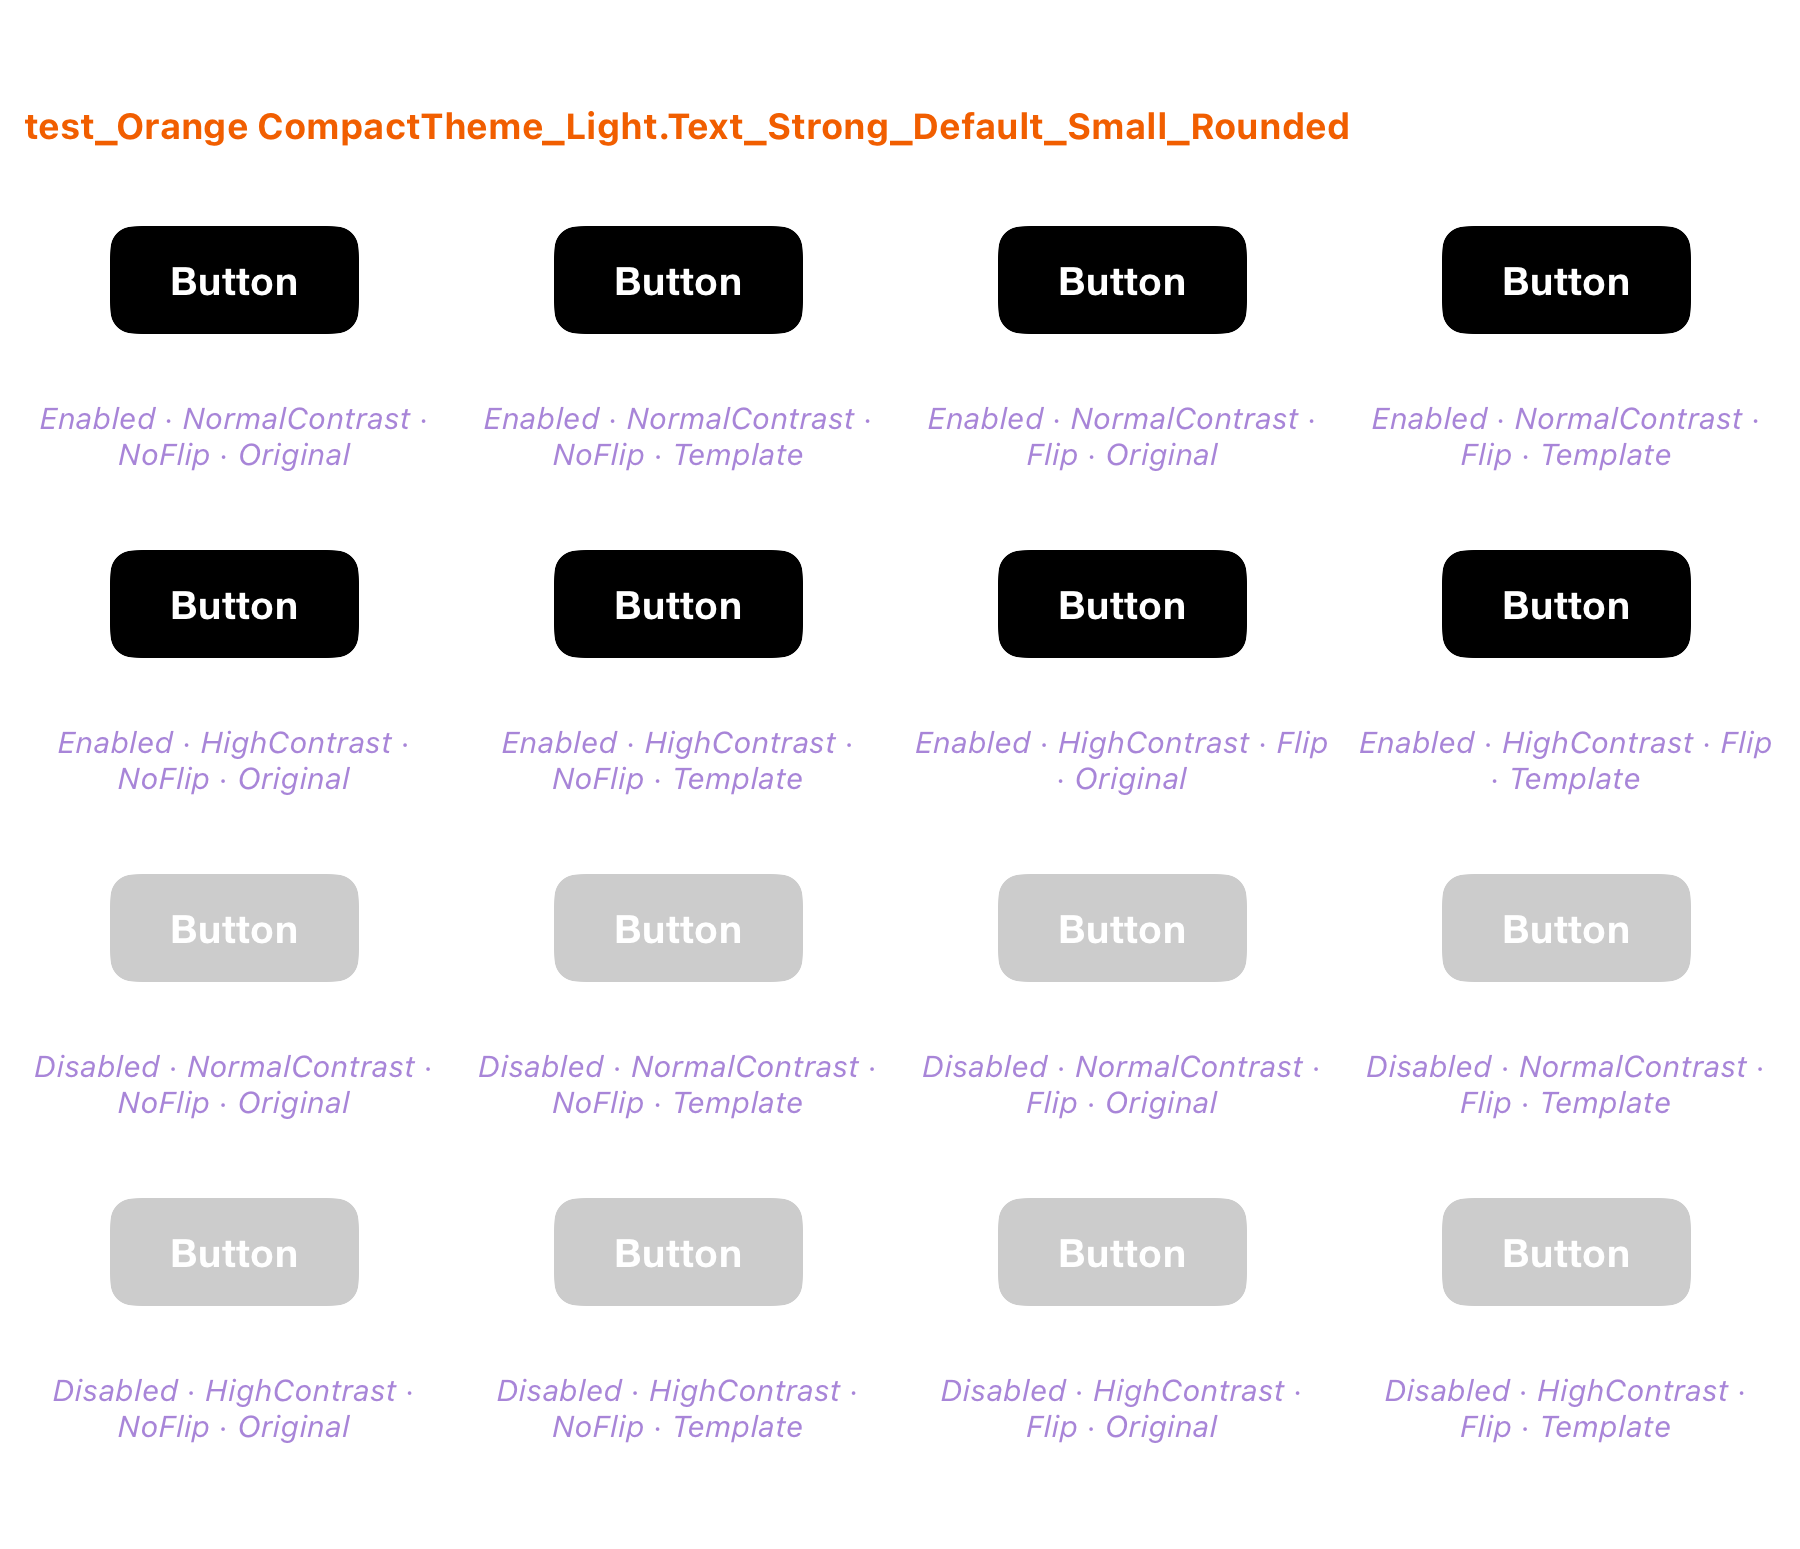 test_Orange CompactTheme_Light.Text_Strong_Default_Small_Rounded
Button Button Button Button
Enabled · NormalContrast · Enabled · NormalContrast · Enabled · NormalContrast · Enabled · NormalContrast ·
NoFlip · Original NoFlip · Template Flip · Original Flip · Template
Button Button Button Button
Enabled · HighContrast · Enabled · HighContrast · Enabled · HighContrast · Flip Enabled · HighContrast · Flip
NoFlip · Original NoFlip · Template · Original · Template
Button Button Button Button
Disabled · NormalContrast · Disabled · NormalContrast · Disabled · NormalContrast · Disabled · NormalContrast ·
NoFlip · Original NoFlip · Template Flip · Original Flip · Template
Button Button Button Button
Disabled · HighContrast · Disabled · HighContrast · Disabled · HighContrast · Disabled · HighContrast ·
NoFlip · Original NoFlip · Template Flip · Original Flip · Template